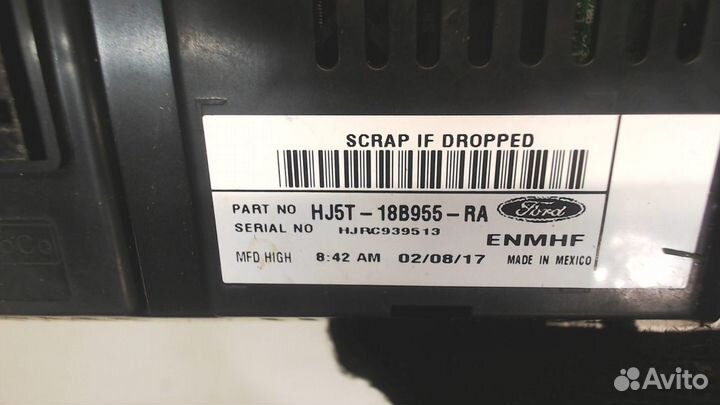 SCRAP IF DROPPED
PART NO HJ5T-18B955-RA Ford
SERIAL NO HJRC939513
ENMHF
MFD HIGH 8:42 AM 02/08/17 MADE IN MEXICO
Avito